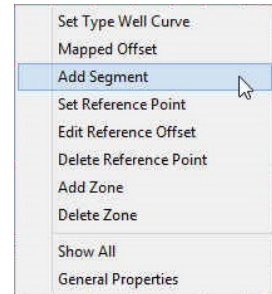 Set Type Well Curve
Mapped Offset
Add Segment
Set Reference Point
Edit Reference Offset
Delete Reference Point
Add Zone
Delete Zone
Show All
General Properties